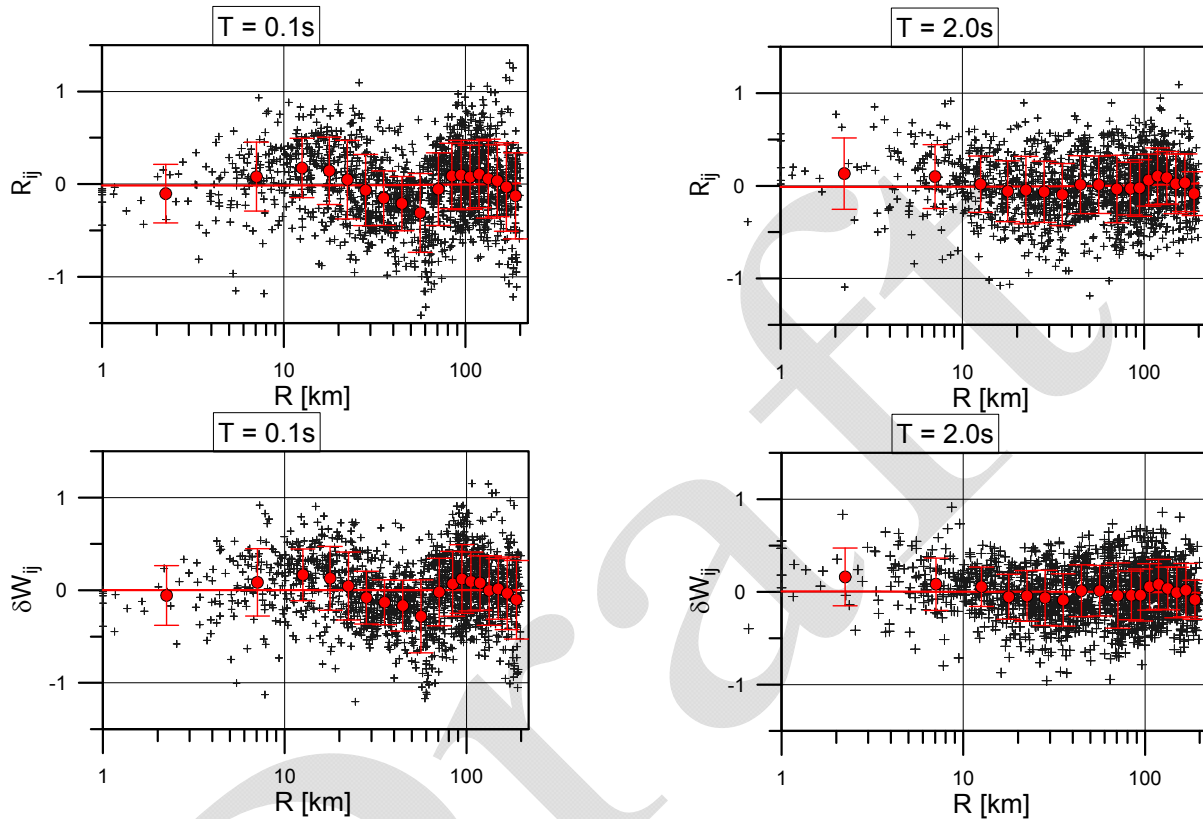 T = 0.1s
T = 2.0s
1
0
-1
R_ij
1
10
100
R [km]
1
0
-1
R_ij
1
10
100
R [km]
T = 0.1s
T = 2.0s
1
0
-1
δW_ij
1
10
100
R [km]
1
0
-1
δW_ij
1
10
100
R [km]
Draft